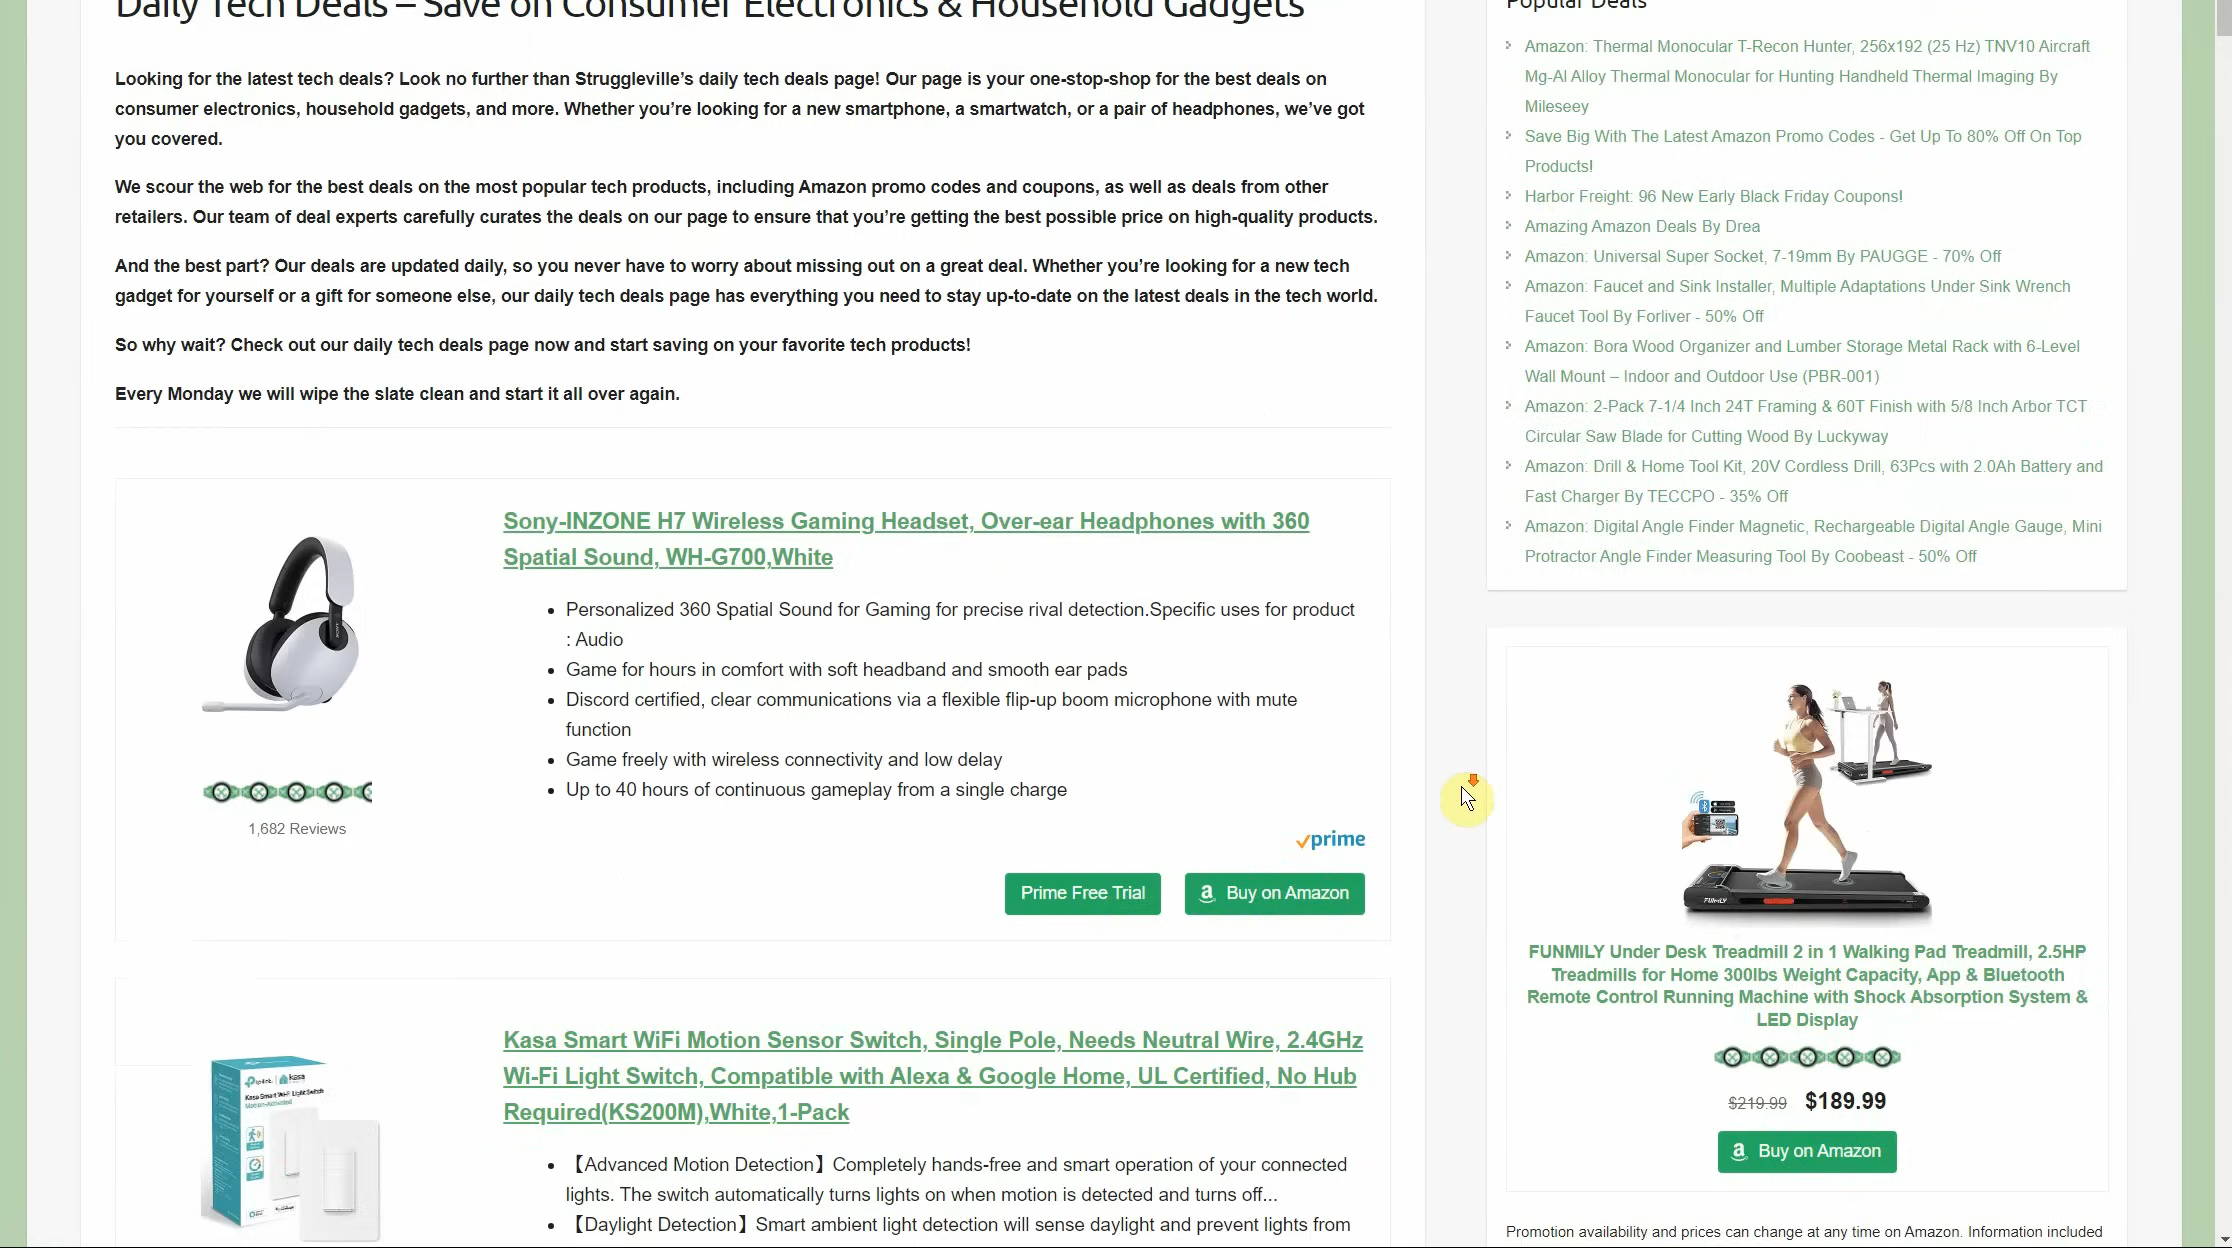 Daily Tech Deals – Save on Consumer Electronics & Household Gadgets
Looking for the latest tech deals? Look no further than Struggleville’s daily tech deals page! Our page is your one-stop-shop for the best deals on
consumer electronics, household gadgets, and more. Whether you’re looking for a new smartphone, a smartwatch, or a pair of headphones, we’ve got
you covered.
We scour the web for the best deals on the most popular tech products, including Amazon promo codes and coupons, as well as deals from other
retailers. Our team of deal experts carefully curates the deals on our page to ensure that you’re getting the best possible price on high-quality products.
And the best part? Our deals are updated daily, so you never have to worry about missing out on a great deal. Whether you’re looking for a new tech
gadget for yourself or a gift for someone else, our daily tech deals page has everything you need to stay up-to-date on the latest deals in the tech world.
So why wait? Check out our daily tech deals page now and start saving on your favorite tech products!
Every Monday we will wipe the slate clean and start it all over again.
Sony-INZONE H7 Wireless Gaming Headset, Over-ear Headphones with 360
Spatial Sound, WH-G700,White
Personalized 360 Spatial Sound for Gaming for precise rival detection.Specific uses for product
: Audio
Game for hours in comfort with soft headband and smooth ear pads
Discord certified, clear communications via a flexible flip-up boom microphone with mute
function
Game freely with wireless connectivity and low delay
Up to 40 hours of continuous gameplay from a single charge
1,682 Reviews
prime
Prime Free Trial
Buy on Amazon
Kasa Smart WiFi Motion Sensor Switch, Single Pole, Needs Neutral Wire, 2.4GHz
Wi-Fi Light Switch, Compatible with Alexa & Google Home, UL Certified, No Hub
Required(KS200M),White,1-Pack
tp-link | kasa
Kasa Smart Wi-Fi Light Switch
Motion-Activated
【Advanced Motion Detection】Completely hands-free and smart operation of your connected
lights. The switch automatically turns lights on when motion is detected and turns off...
【Daylight Detection】Smart ambient light detection will sense daylight and prevent lights from
Popular Deals
Amazon: Thermal Monocular T-Recon Hunter, 256x192 (25 Hz) TNV10 Aircraft
Mg-Al Alloy Thermal Monocular for Hunting Handheld Thermal Imaging By
Mileseey
Save Big With The Latest Amazon Promo Codes - Get Up To 80% Off On Top
Products!
Harbor Freight: 96 New Early Black Friday Coupons!
Amazing Amazon Deals By Drea
Amazon: Universal Super Socket, 7-19mm By PAUGGE - 70% Off
Amazon: Faucet and Sink Installer, Multiple Adaptations Under Sink Wrench
Faucet Tool By Forliver - 50% Off
Amazon: Bora Wood Organizer and Lumber Storage Metal Rack with 6-Level
Wall Mount – Indoor and Outdoor Use (PBR-001)
Amazon: 2-Pack 7-1/4 Inch 24T Framing & 60T Finish with 5/8 Inch Arbor TCT
Circular Saw Blade for Cutting Wood By Luckyway
Amazon: Drill & Home Tool Kit, 20V Cordless Drill, 63Pcs with 2.0Ah Battery and
Fast Charger By TECCPO - 35% Off
Amazon: Digital Angle Finder Magnetic, Rechargeable Digital Angle Gauge, Mini
Protractor Angle Finder Measuring Tool By Coobeast - 50% Off
FUNMILY
FUNMILY Under Desk Treadmill 2 in 1 Walking Pad Treadmill, 2.5HP
Treadmills for Home 300lbs Weight Capacity, App & Bluetooth
Remote Control Running Machine with Shock Absorption System &
LED Display
$219.99 $189.99
Buy on Amazon
Promotion availability and prices can change at any time on Amazon. Information included